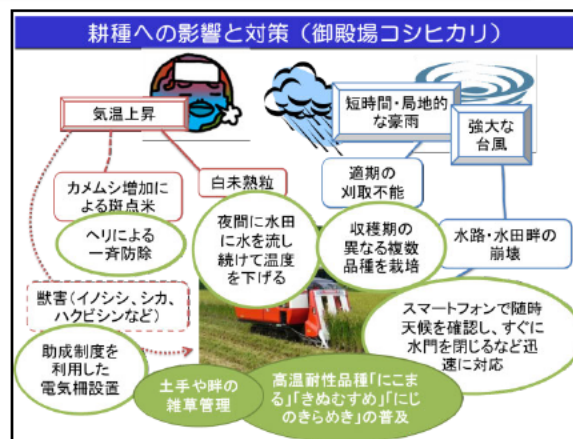 耕種への影響と対策（御殿場コシヒカリ）
気温上昇
短時間・局地的
な豪雨
強大な
台風
カメムシ増加に
よる斑点米
白未熟粒
適期の
刈取不能
ヘリによる
一斉防除
夜間に水田
に水を流し
続けて温度
を下げる
収穫期の
異なる複数
品種を栽培
水路・水田畔の
崩壊
獣害（イノシシ、シカ、
ハクビシンなど）
スマートフォンで随時
天候を確認し、すぐに
水門を閉じるなど迅
速に対応
助成制度を
利用した
電気柵設置
土手や畔の
雑草管理
高温耐性品種「にこま
る」「きぬむすめ」「にじ
のきらめき」の普及